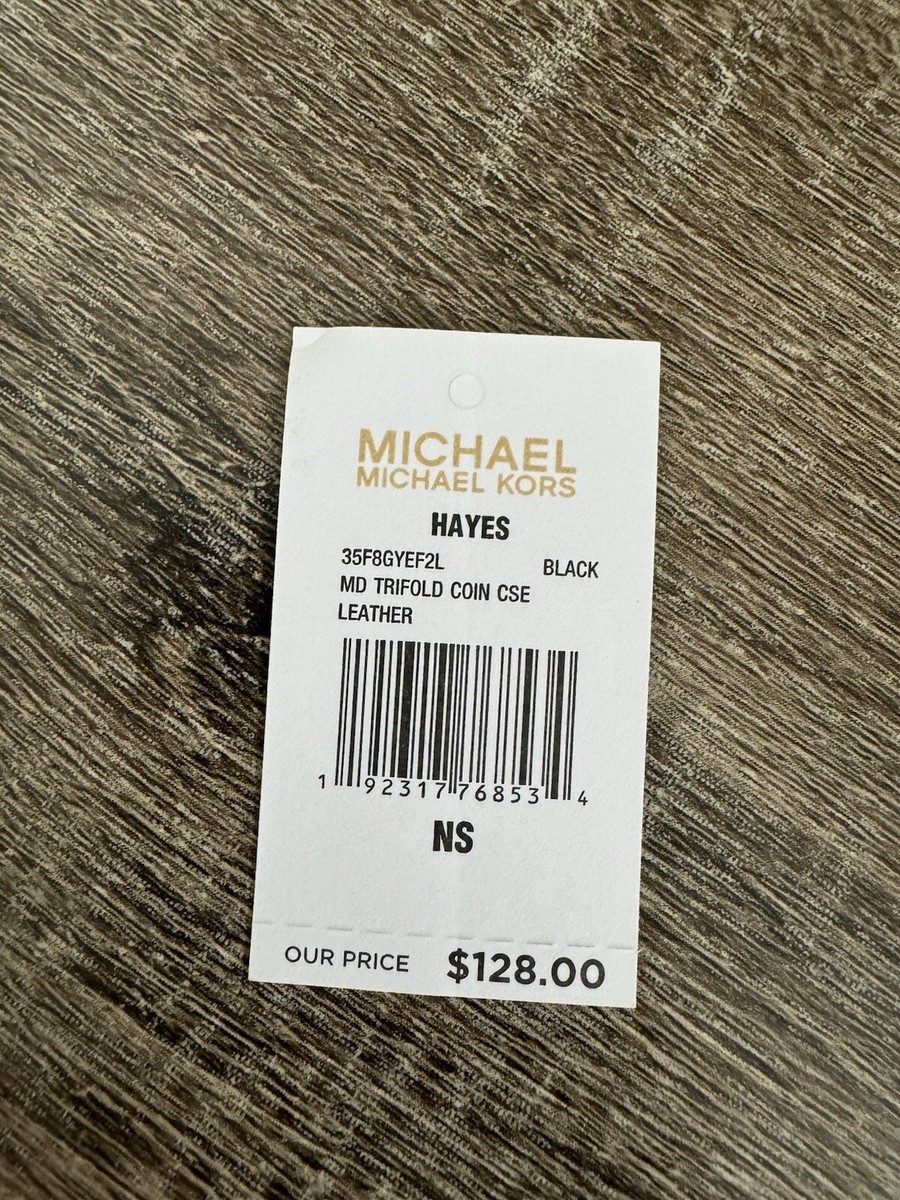 MICHAEL
MICHAEL KORS
HAYES
35F8GYEF2L BLACK
MD TRIFOLD COIN CSE
LEATHER
1 92317 76853 4
NS
OUR PRICE $128.00